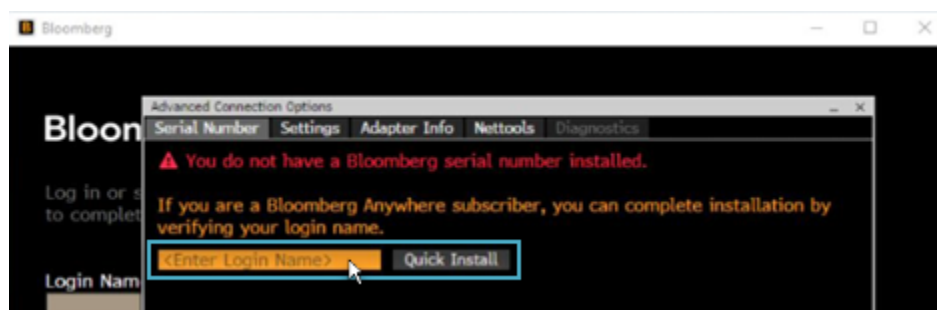 Bloomberg
Advanced Connection Options
Bloon
Serial Number Settings Adapter Info Nettools Diagnostics
You do not have a Bloomberg serial number installed.
Log in or s
to complet
If you are a Bloomberg Anywhere subscriber, you can complete installation by
verifying your login name.
<Enter Login Name> Quick Install
Login Nam